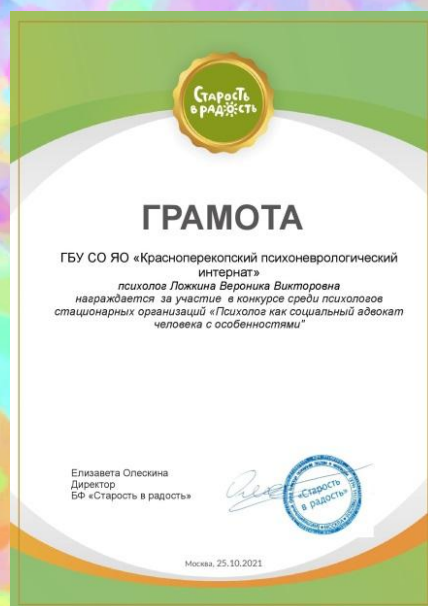 СТАРОСТЬ
В РАДОСТЬ
ГРАМОТА
ГБУ СО ЯО «Красноперекопский психоневрологический
интернат»
психолог Ложкина Вероника Викторовна
награждается за участие в конкурсе среди психологов
стационарных организаций «Психолог как социальный адвокат
человека с особенностями"
Елизавета Олескина
Директор
БФ «Старость в радость»
«Старость
в радость»
Москва, 25.10.2021